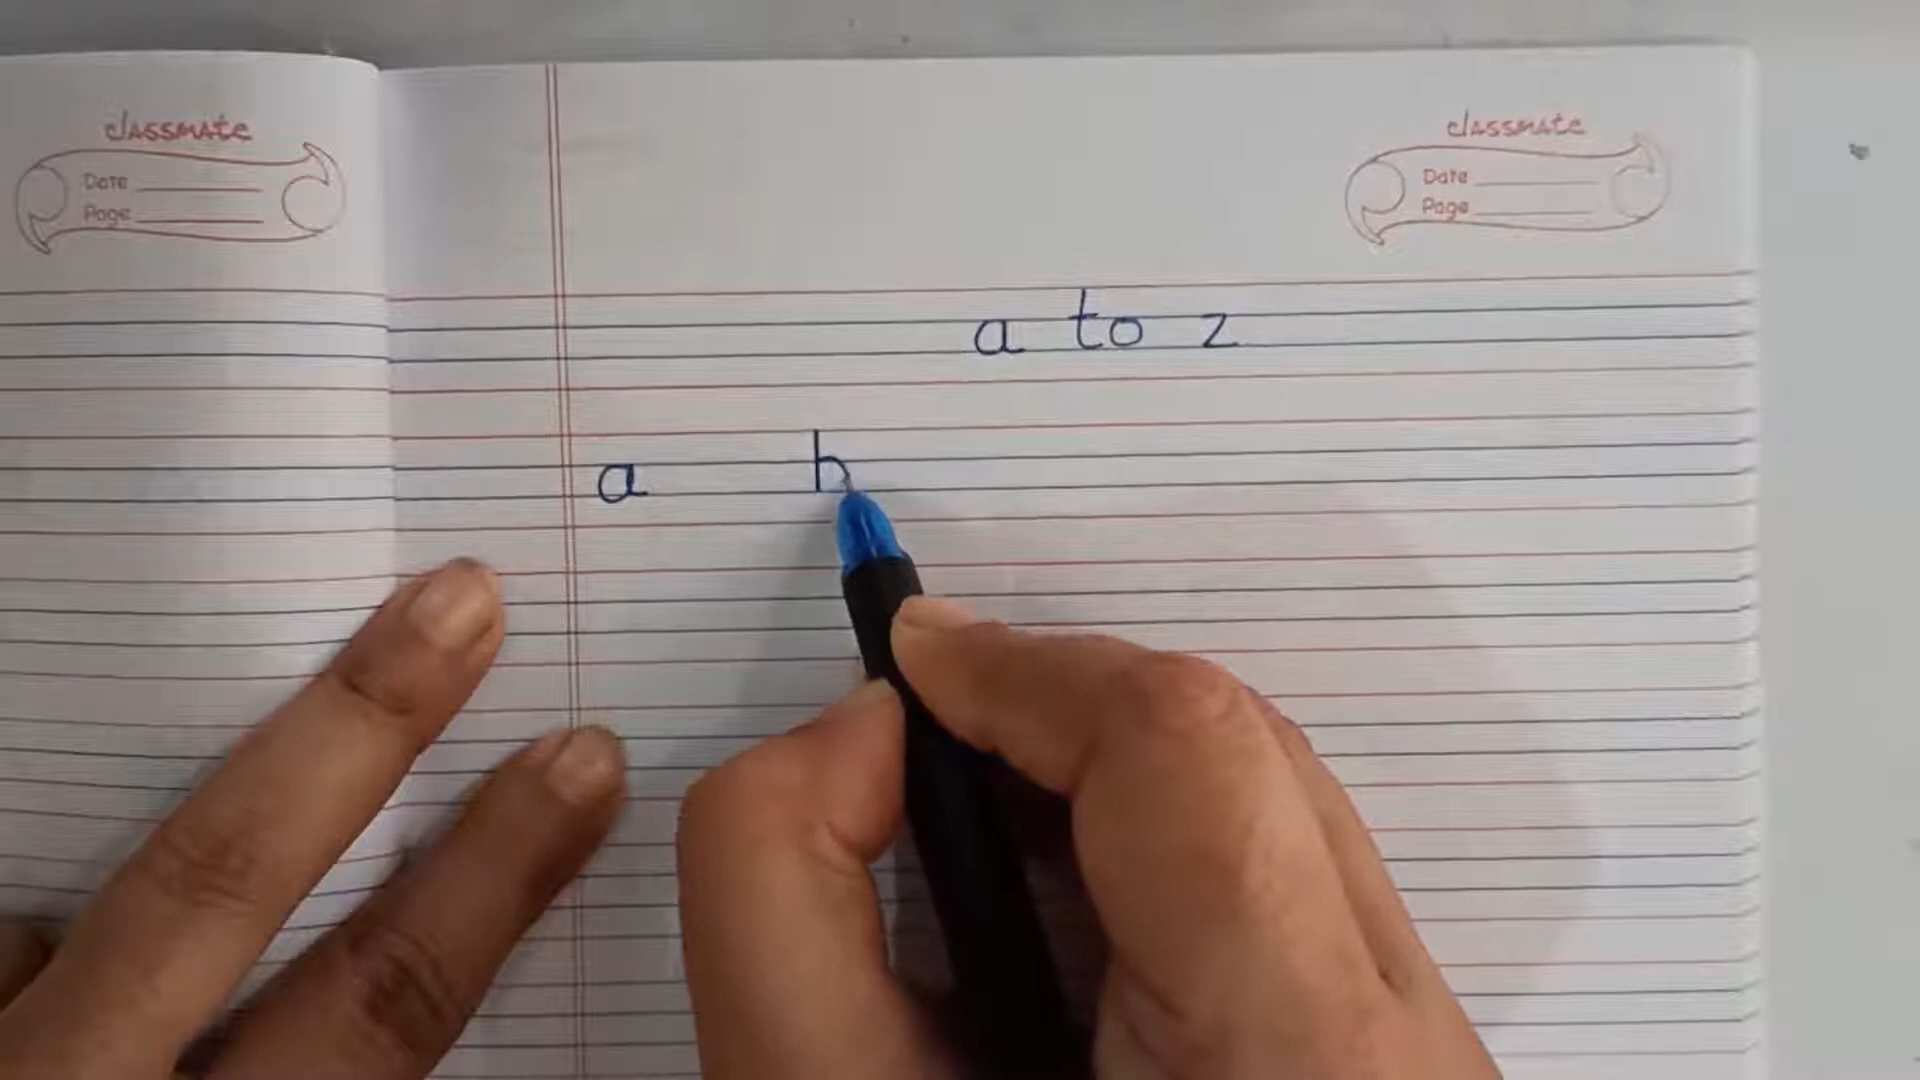 classmate
Date
Page
classmate
Date
Page
a to z
a